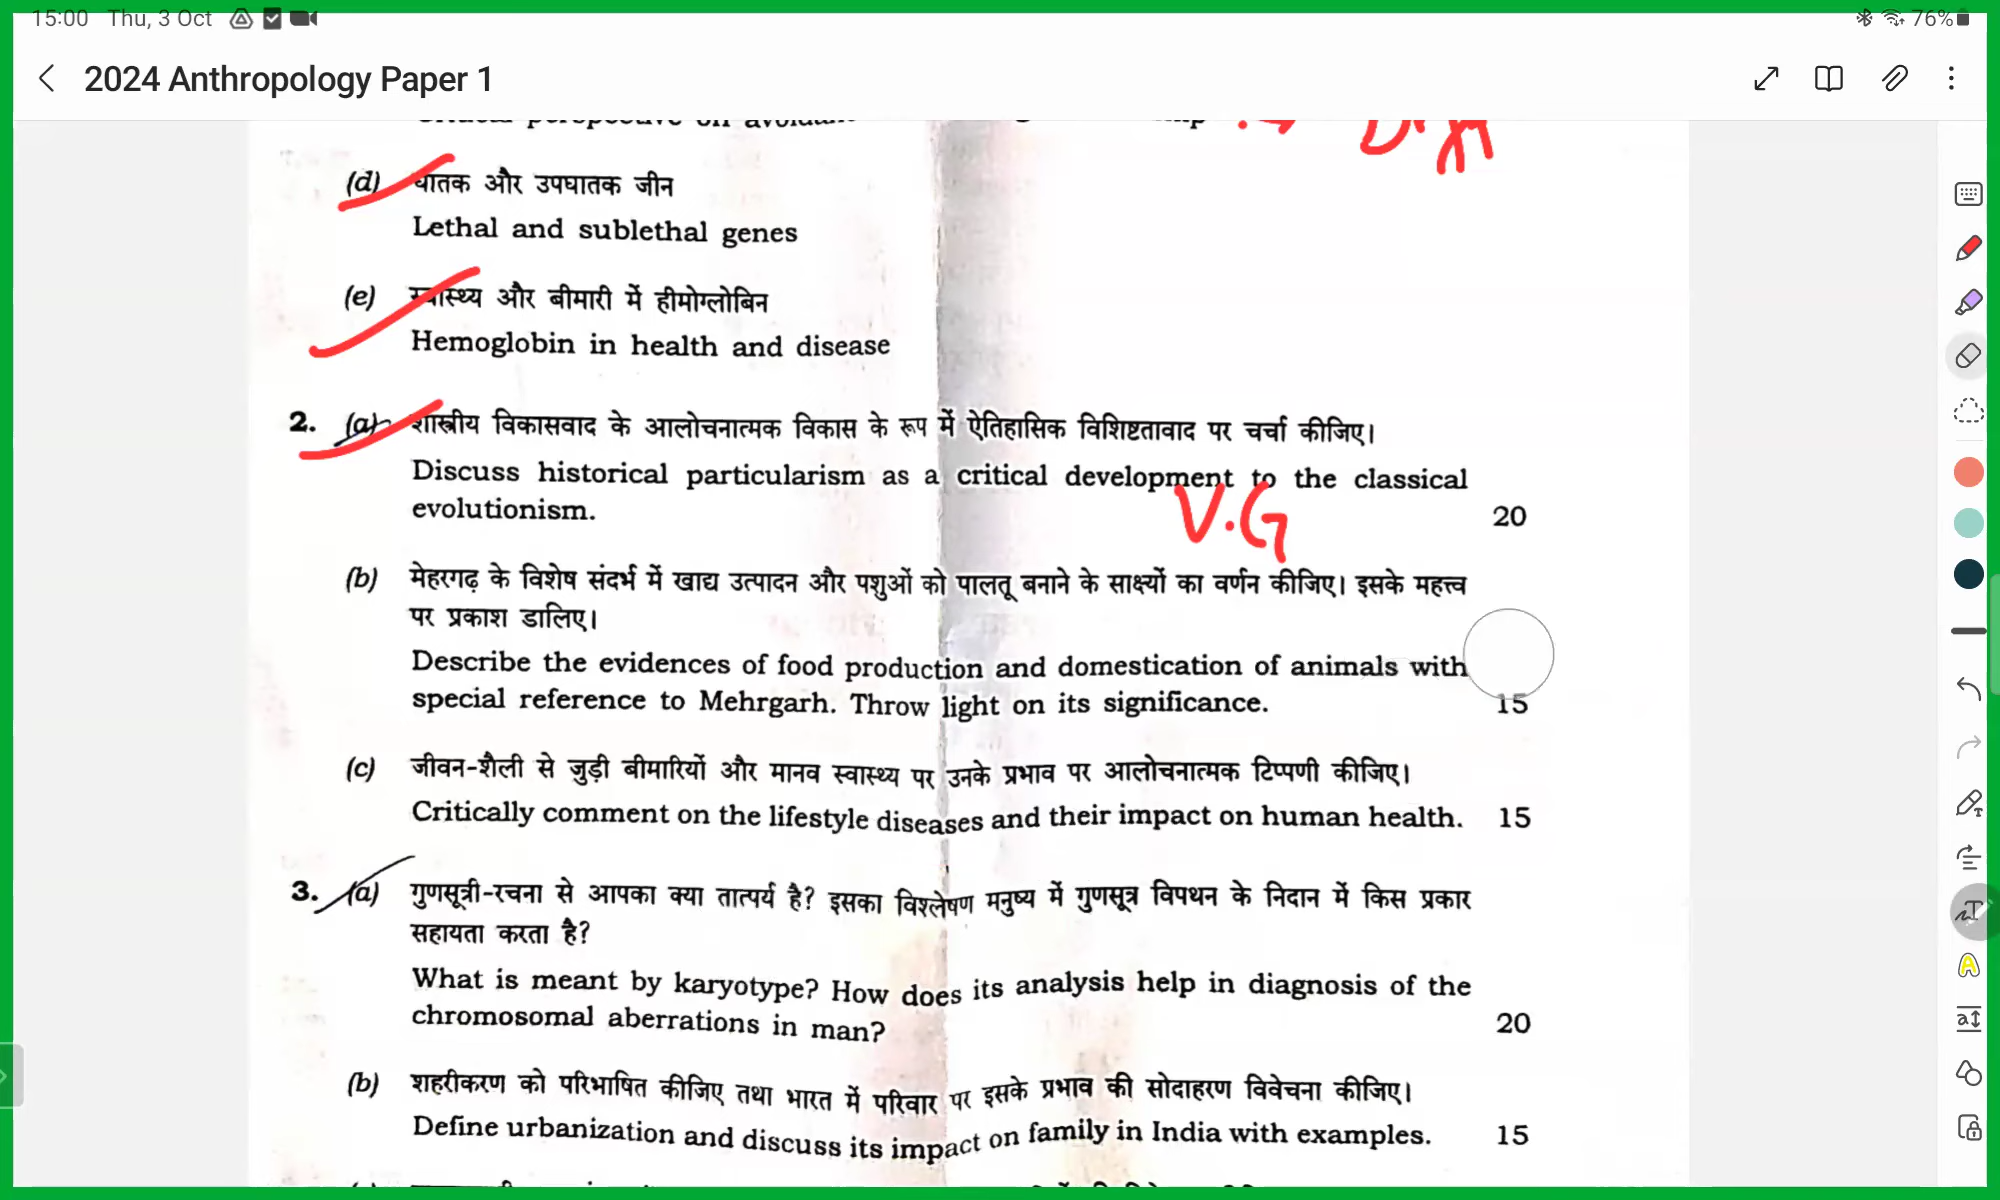 15:00 Thu, 3 Oct
76%
2024 Anthropology Paper 1
(d) घातक और उपघातक जीन
Lethal and sublethal genes
(e) स्वास्थ्य और बीमारी में हीमोग्लोबिन
Hemoglobin in health and disease
2. (a) शास्त्रीय विकासवाद के आलोचनात्मक विकास के रूप में ऐतिहासिक विशिष्टतावाद पर चर्चा कीजिए।
Discuss historical particularism as a critical development to the classical
evolutionism. 20
V.G
(b) मेहरगढ़ के विशेष संदर्भ में खाद्य उत्पादन और पशुओं को पालतू बनाने के साक्ष्यों का वर्णन कीजिए। इसके महत्त्व
पर प्रकाश डालिए।
Describe the evidences of food production and domestication of animals with
special reference to Mehrgarh. Throw light on its significance. 15
(c) जीवन-शैली से जुड़ी बीमारियों और मानव स्वास्थ्य पर उनके प्रभाव पर आलोचनात्मक टिप्पणी कीजिए।
Critically comment on the lifestyle diseases and their impact on human health. 15
3. (a) गुणसूत्री-रचना से आपका क्या तात्पर्य है? इसका विश्लेषण मनुष्य में गुणसूत्र विपथन के निदान में किस प्रकार
सहायता करता है?
What is meant by karyotype? How does its analysis help in diagnosis of the
chromosomal aberrations in man? 20
(b) शहरीकरण को परिभाषित कीजिए तथा भारत में परिवार पर इसके प्रभाव की सोदाहरण विवेचना कीजिए।
Define urbanization and discuss its impact on family in India with examples. 15